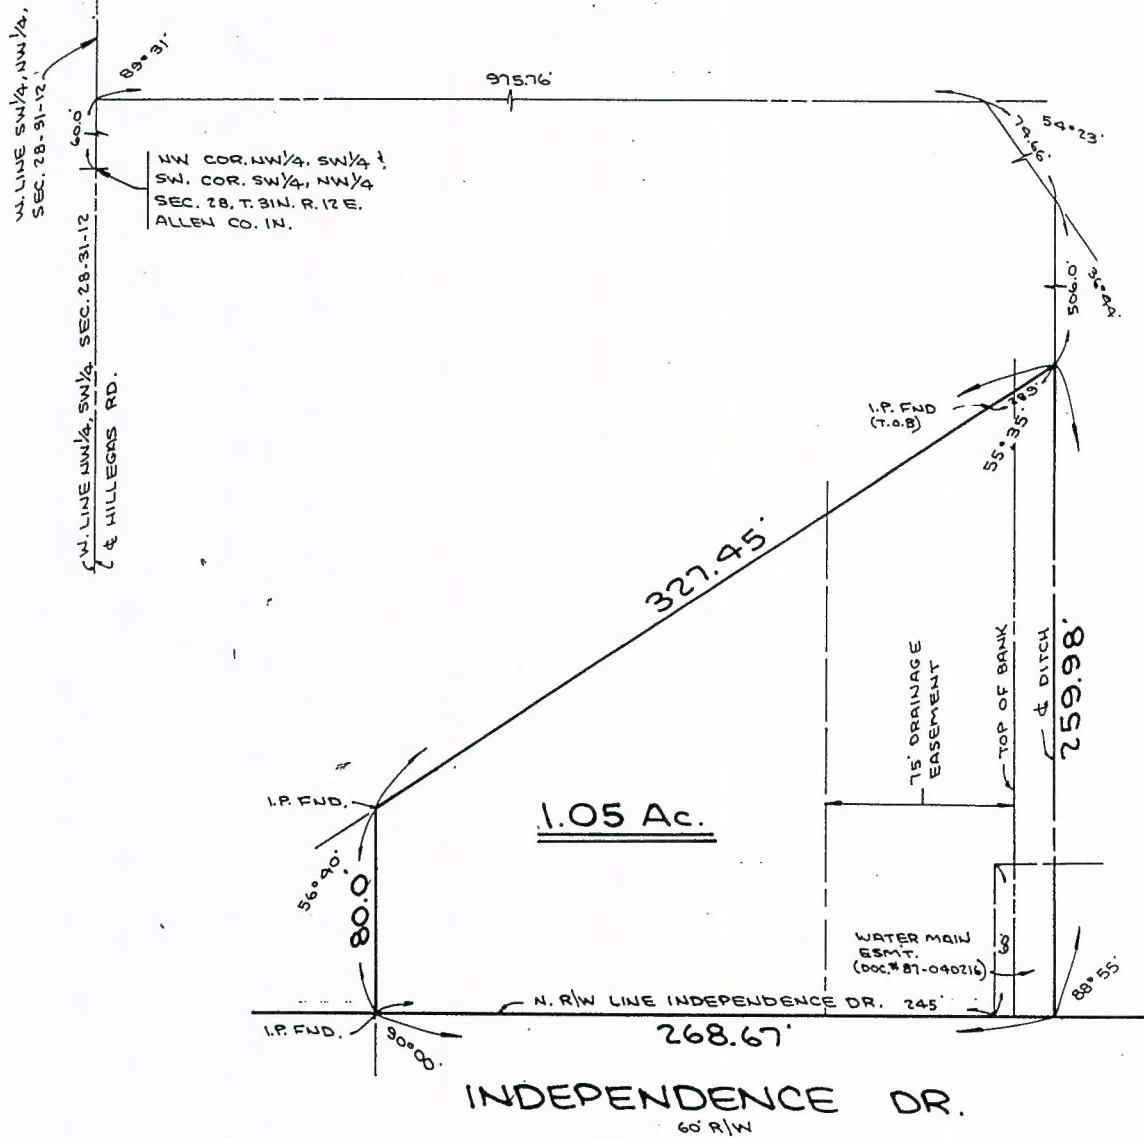 W. LINE SW1/4, NW1/4,
SEC. 28-31-12
89°31'
60.0'
975.76'
74.66'
54°23'
NW COR. NW1/4, SW1/4 &
SW. COR. SW1/4, NW1/4
SEC. 28, T. 31N. R. 12 E.
ALLEN CO. IN.
W. LINE NW1/4, SW1/4 SEC. 28-31-12
℄ HILLEGAS RD.
506.0'
36°44'
I.P. FND
(T.O.B)
55°35'
327.45'
75' DRAINAGE
EASEMENT
TOP OF BANK
℄ DITCH
259.98'
I.P. FND.
56°40'
80.0'
1.05 Ac.
WATER MAIN
ESMT.
(DOC.# 87-040216)
60'
88°55'
N. R/W LINE INDEPENDENCE DR. 245'
I.P. FND.
90°00'
268.67'
INDEPENDENCE DR.
60' R/W